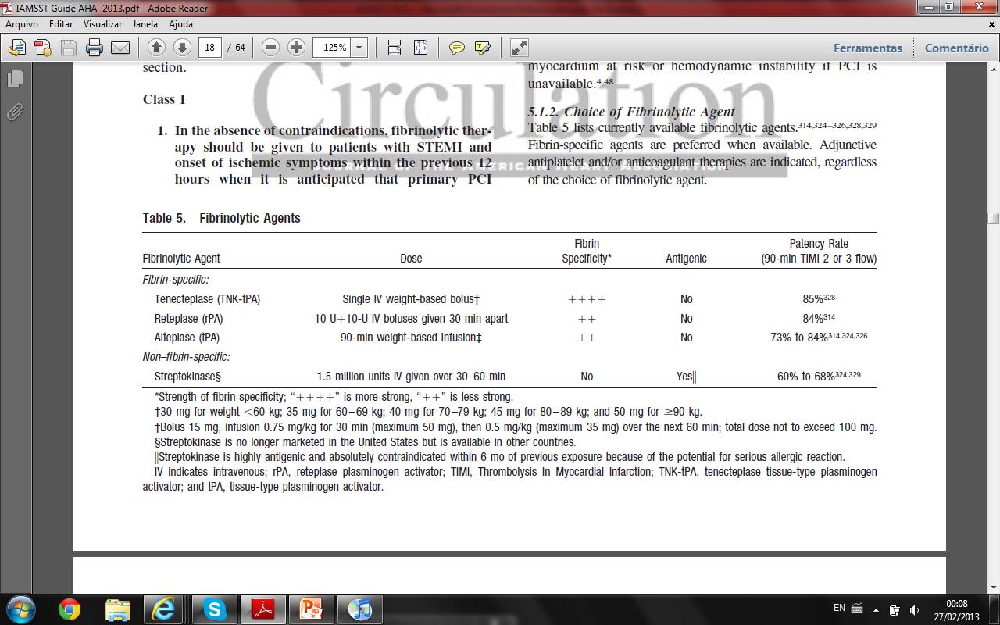 IAMSST Guide AHA 2013.pdf - Adobe Reader
Arquivo Editar Visualizar Janela Ajuda
18 / 64 125% Ferramentas Comentário
section.
Class I
1. In the absence of contraindications, fibrinolytic ther-
apy should be given to patients with STEMI and
onset of ischemic symptoms within the previous 12
hours when it is anticipated that primary PCI
myocardium at risk or hemodynamic instability if PCI is
unavailable.4,48
5.1.2. Choice of Fibrinolytic Agent
Table 5 lists currently available fibrinolytic agents.314,324–326,328,329
Fibrin-specific agents are preferred when available. Adjunctive
antiplatelet and/or anticoagulant therapies are indicated, regardless
of the choice of fibrinolytic agent.
Circulation
JOURNAL OF THE AMERICAN HEART ASSOCIATION
Table 5. Fibrinolytic Agents
Fibrinolytic Agent Dose Fibrin Specificity* Antigenic Patency Rate (90-min TIMI 2 or 3 flow)
Fibrin-specific:
Tenecteplase (TNK-tPA) Single IV weight-based bolus† ++++ No 85%328
Reteplase (rPA) 10 U+10-U IV boluses given 30 min apart ++ No 84%314
Alteplase (tPA) 90-min weight-based infusion‡ ++ No 73% to 84%314,324,326
Non–fibrin-specific:
Streptokinase§ 1.5 million units IV given over 30–60 min No Yes‖ 60% to 68%324,329
*Strength of fibrin specificity; “++++” is more strong, “++” is less strong.
†30 mg for weight <60 kg; 35 mg for 60–69 kg; 40 mg for 70–79 kg; 45 mg for 80–89 kg; and 50 mg for ≥90 kg.
‡Bolus 15 mg, infusion 0.75 mg/kg for 30 min (maximum 50 mg), then 0.5 mg/kg (maximum 35 mg) over the next 60 min; total dose not to exceed 100 mg.
§Streptokinase is no longer marketed in the United States but is available in other countries.
‖Streptokinase is highly antigenic and absolutely contraindicated within 6 mo of previous exposure because of the potential for serious allergic reaction.
IV indicates intravenous; rPA, reteplase plasminogen activator; TIMI, Thrombolysis In Myocardial Infarction; TNK-tPA, tenecteplase tissue-type plasminogen
activator; and tPA, tissue-type plasminogen activator.
EN 00:08
27/02/2013